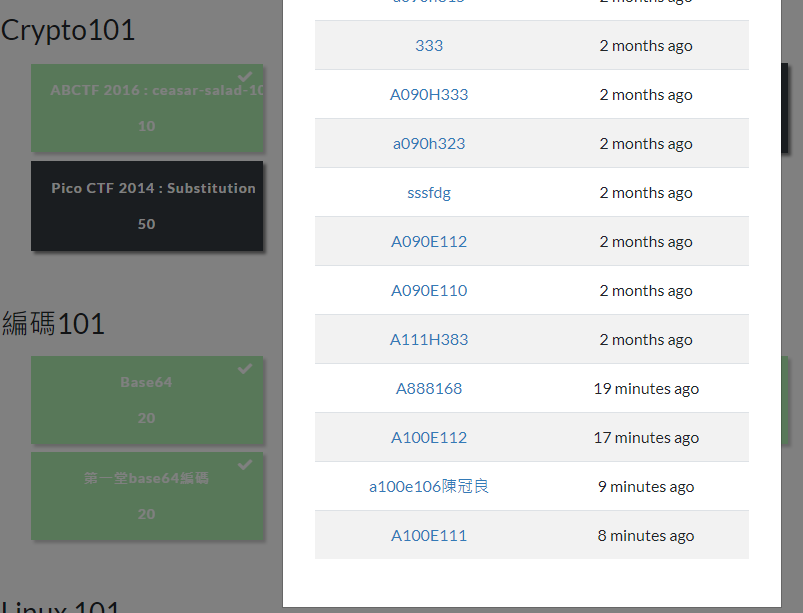 Crypto101
ABCTF 2016 : ceasar-salad-10
10
Pico CTF 2014 : Substitution
50
編碼101
Base64
20
第一堂base64編碼
20
Linux 101
2 months ago
333 2 months ago
A090H333 2 months ago
a090h323 2 months ago
sssfdg 2 months ago
A090E112 2 months ago
A090E110 2 months ago
A111H383 2 months ago
A888168 19 minutes ago
A100E112 17 minutes ago
a100e106陳冠良 9 minutes ago
A100E111 8 minutes ago